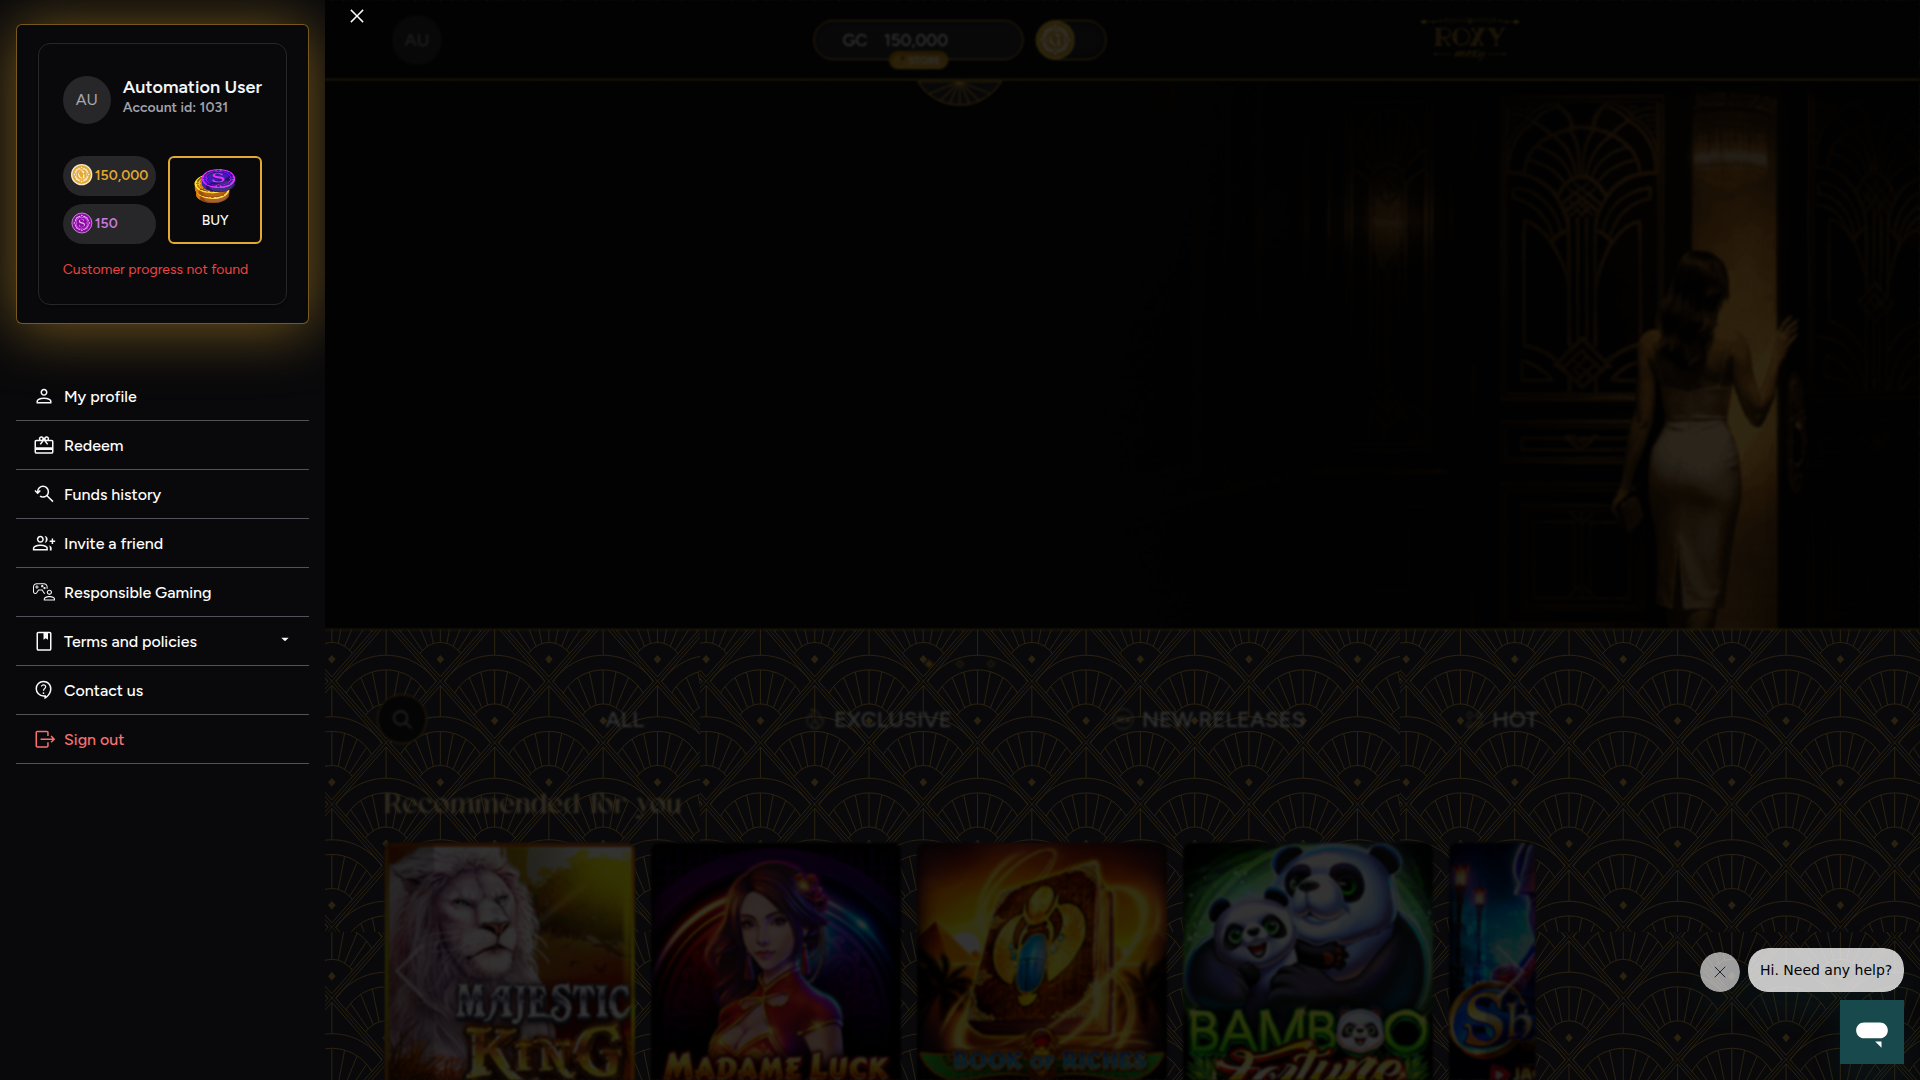 Automation User
Account id: 1031
AU
150,000
150
BUY
Customer progress not found
My profile
Redeem
Funds history
Invite a friend
Responsible Gaming
Terms and policies
Contact us
Sign out
AU
GC 150,000
STORE
ROXY
ALL
EXCLUSIVE
NEW RELEASES
HOT
Recommended for you
MAJESTIC
KING
MADAME LUCK
BOOK OF RICHES
BAMBOO
Fortune
Hi. Need any help?